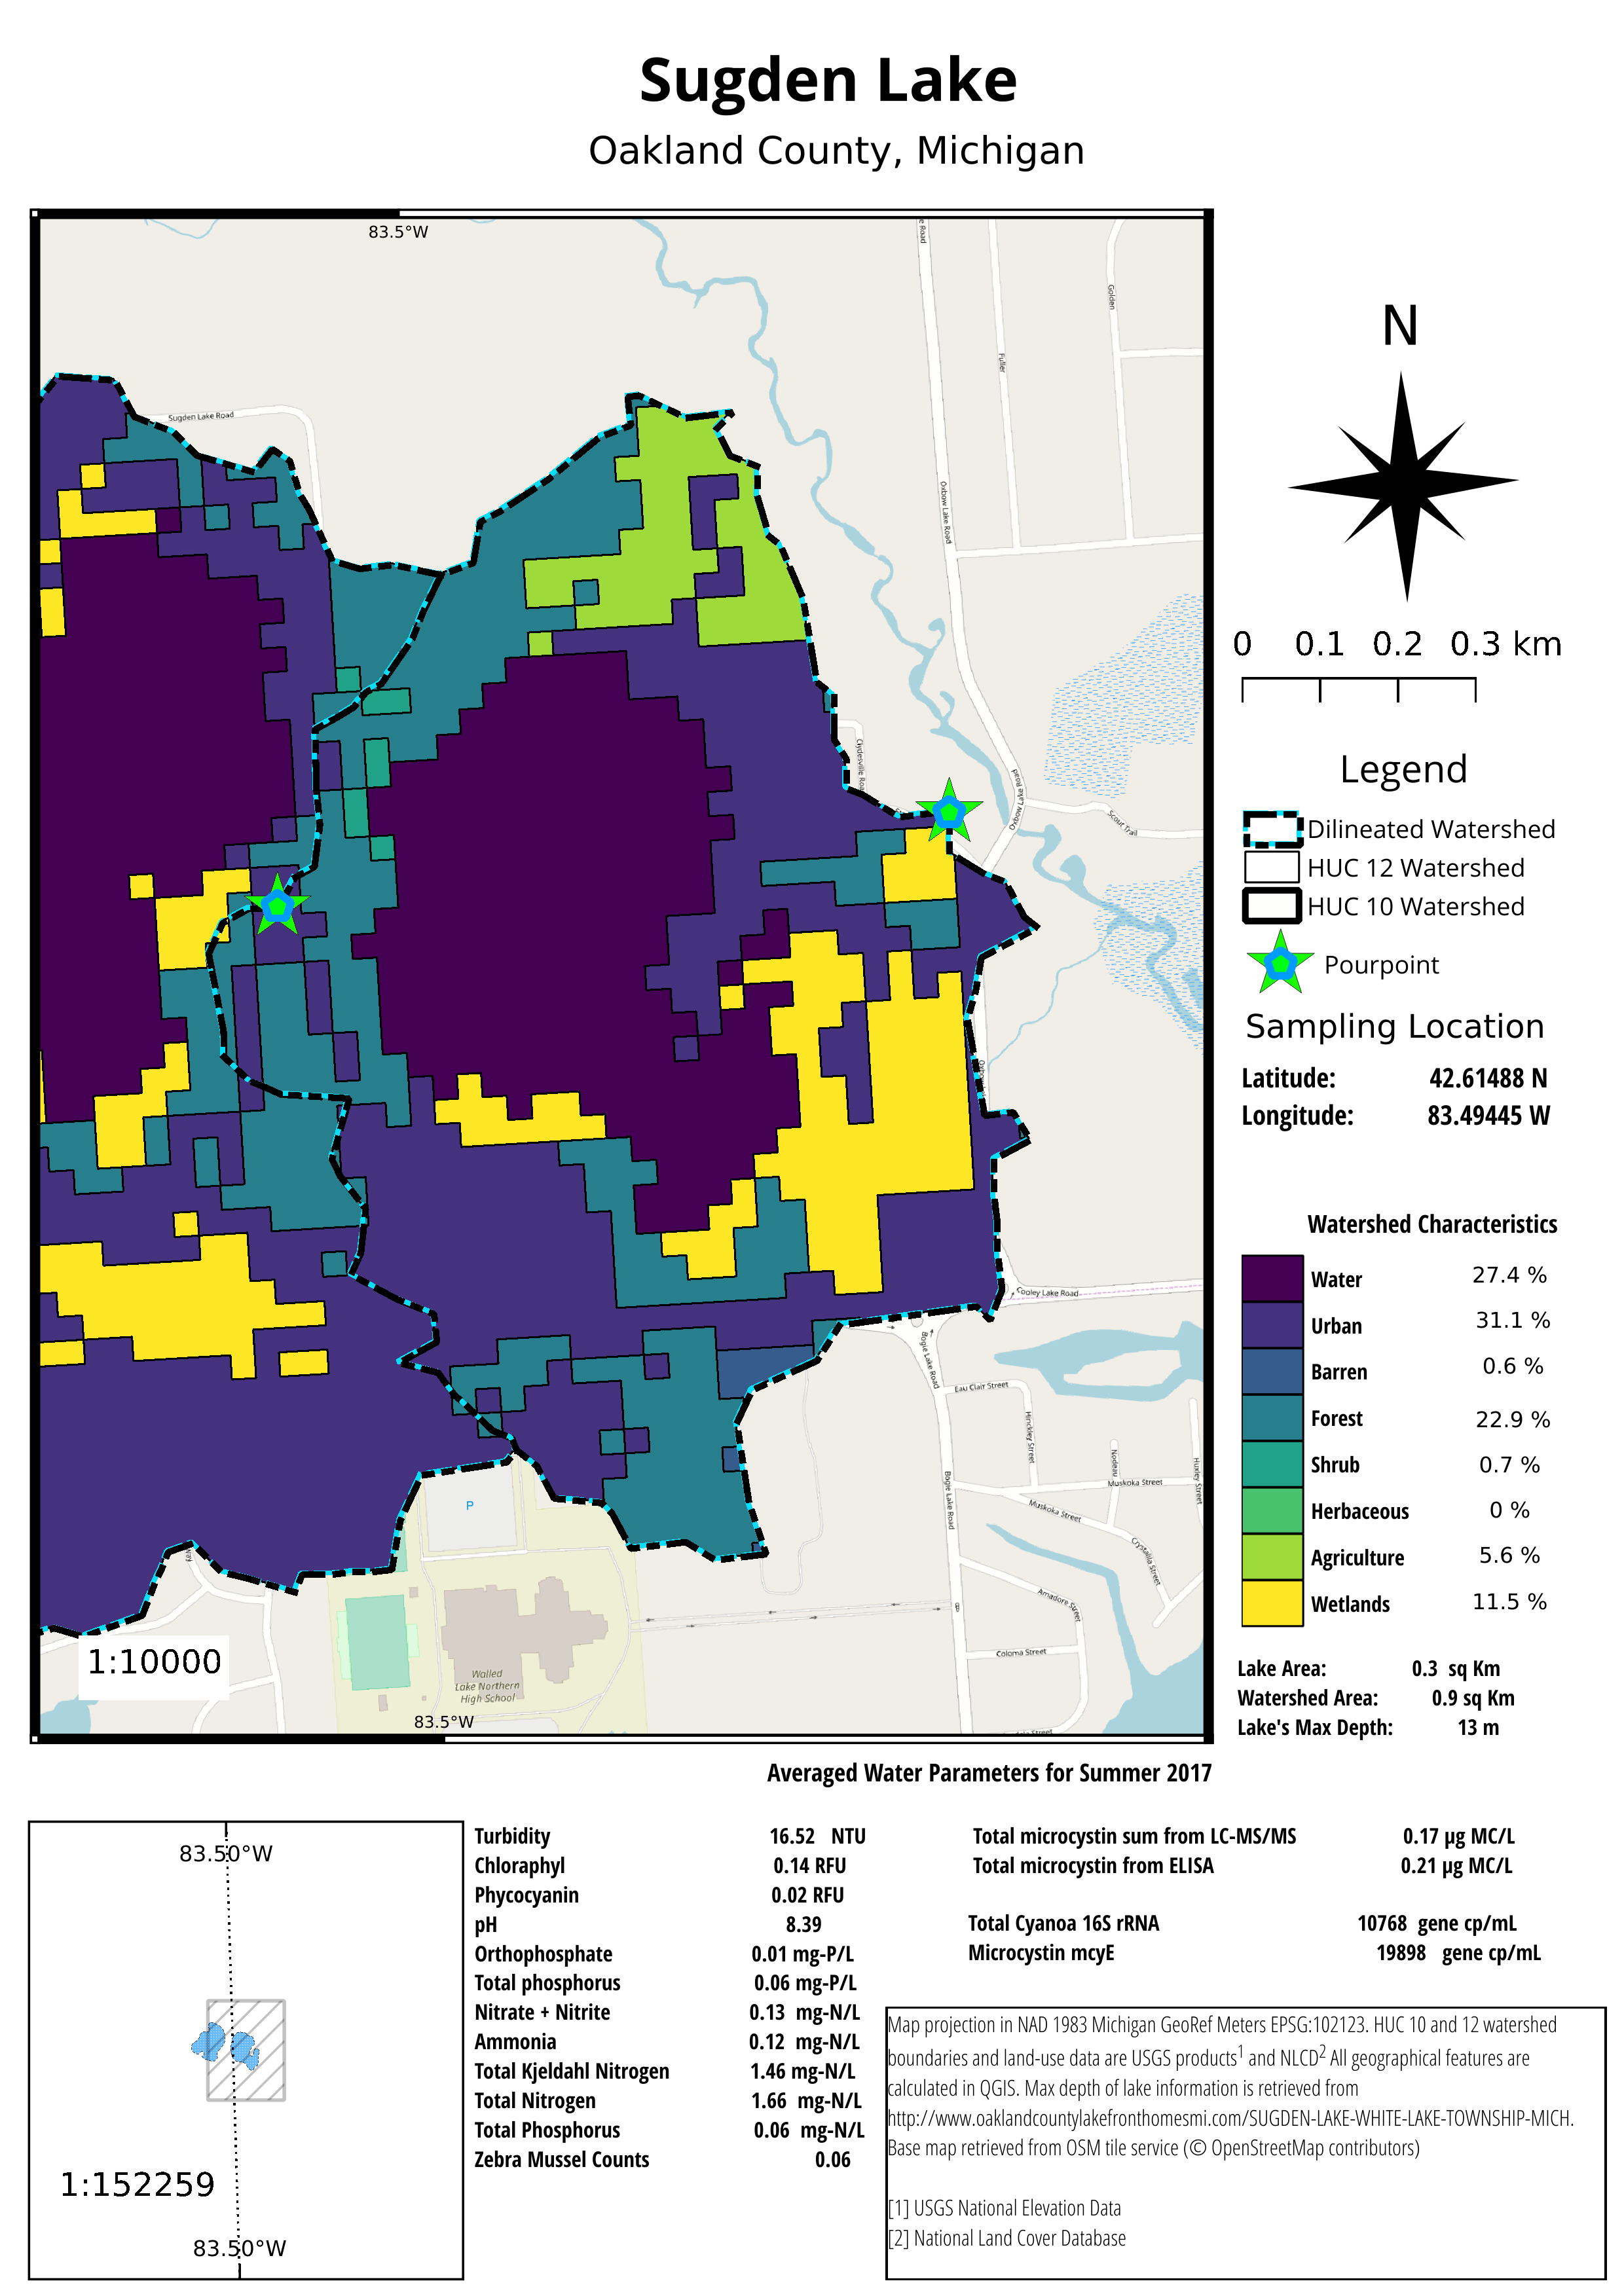 Sugden Lake
Oakland County, Michigan
83.5°W
Sugden Lake Road
e Road
Golden
Fuller
Oxbow Lake Road
Clydesville Road
Oxbow Lake Road
Scout Trail
Cooley Lake Road
Bogie Lake Road
Eau Clair Street
Hinckley Street
Nodeau
Huxley Street
Muskoka Street
Muskoka Street
Bogie Lake Road
Crystallia Street
Amadore Street
Coloma Street
P
Walled
Lake Northern
High School
way
1:10000
83.5°W
N
0 0.1 0.2 0.3 km
Legend
Dilineated Watershed
HUC 12 Watershed
HUC 10 Watershed
Pourpoint
Sampling Location
Latitude: 42.61488 N
Longitude: 83.49445 W
Watershed Characteristics
Water 27.4 %
Urban 31.1 %
Barren 0.6 %
Forest 22.9 %
Shrub 0.7 %
Herbaceous 0 %
Agriculture 5.6 %
Wetlands 11.5 %
Lake Area: 0.3 sq Km
Watershed Area: 0.9 sq Km
Lake's Max Depth: 13 m
Averaged Water Parameters for Summer 2017
83.50°W
1:152259
83.50°W
Turbidity 16.52 NTU
Chloraphyl 0.14 RFU
Phycocyanin 0.02 RFU
pH 8.39
Orthophosphate 0.01 mg-P/L
Total phosphorus 0.06 mg-P/L
Nitrate + Nitrite 0.13 mg-N/L
Ammonia 0.12 mg-N/L
Total Kjeldahl Nitrogen 1.46 mg-N/L
Total Nitrogen 1.66 mg-N/L
Total Phosphorus 0.06 mg-N/L
Zebra Mussel Counts 0.06
Total microcystin sum from LC-MS/MS 0.17 µg MC/L
Total microcystin from ELISA 0.21 µg MC/L
Total Cyanoa 16S rRNA 10768 gene cp/mL
Microcystin mcyE 19898 gene cp/mL
Map projection in NAD 1983 Michigan GeoRef Meters EPSG:102123. HUC 10 and 12 watershed
boundaries and land-use data are USGS products1 and NLCD2 All geographical features are
calculated in QGIS. Max depth of lake information is retrieved from
http://www.oaklandcountylakefronthomesmi.com/SUGDEN-LAKE-WHITE-LAKE-TOWNSHIP-MICH.
Base map retrieved from OSM tile service (© OpenStreetMap contributors)
[1] USGS National Elevation Data
[2] National Land Cover Database